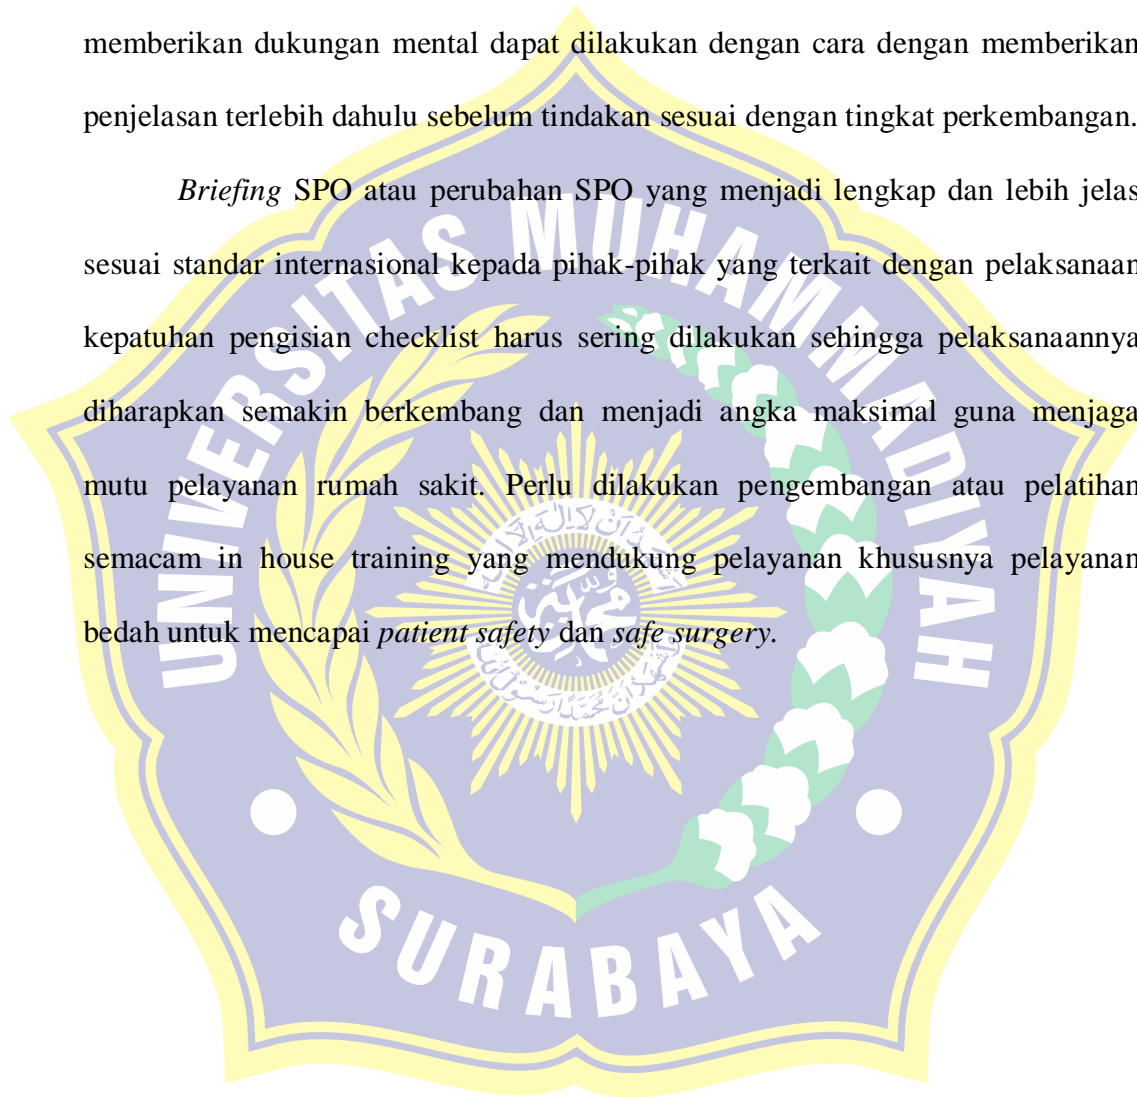 memberikan dukungan mental dapat dilakukan dengan cara dengan memberikan
penjelasan terlebih dahulu sebelum tindakan sesuai dengan tingkat perkembangan.
Briefing SPO atau perubahan SPO yang menjadi lengkap dan lebih jelas
sesuai standar internasional kepada pihak-pihak yang terkait dengan pelaksanaan
kepatuhan pengisian checklist harus sering dilakukan sehingga pelaksanaannya
diharapkan semakin berkembang dan menjadi angka maksimal guna menjaga
mutu pelayanan rumah sakit. Perlu dilakukan pengembangan atau pelatihan
semacam in house training yang mendukung pelayanan khususnya pelayanan
bedah untuk mencapai patient safety dan safe surgery.
UNIVERSITAS MUHAMMADIYAH
SURABAYA